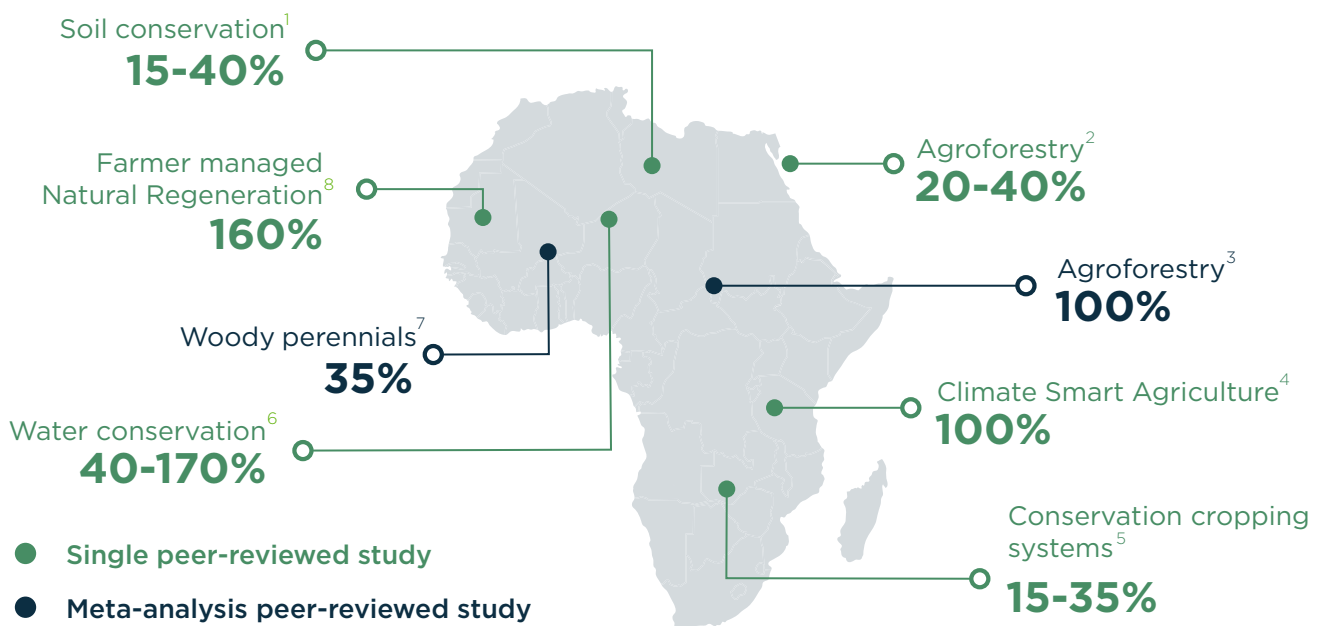 Soil conservation¹
15-40%
Farmer managed
Natural Regeneration⁸
160%
Woody perennials⁷
35%
Water conservation⁶
40-170%
Agroforestry²
20-40%
Agroforestry³
100%
Climate Smart Agriculture⁴
100%
Conservation cropping
systems⁵
15-35%
Single peer-reviewed study
Meta-analysis peer-reviewed study